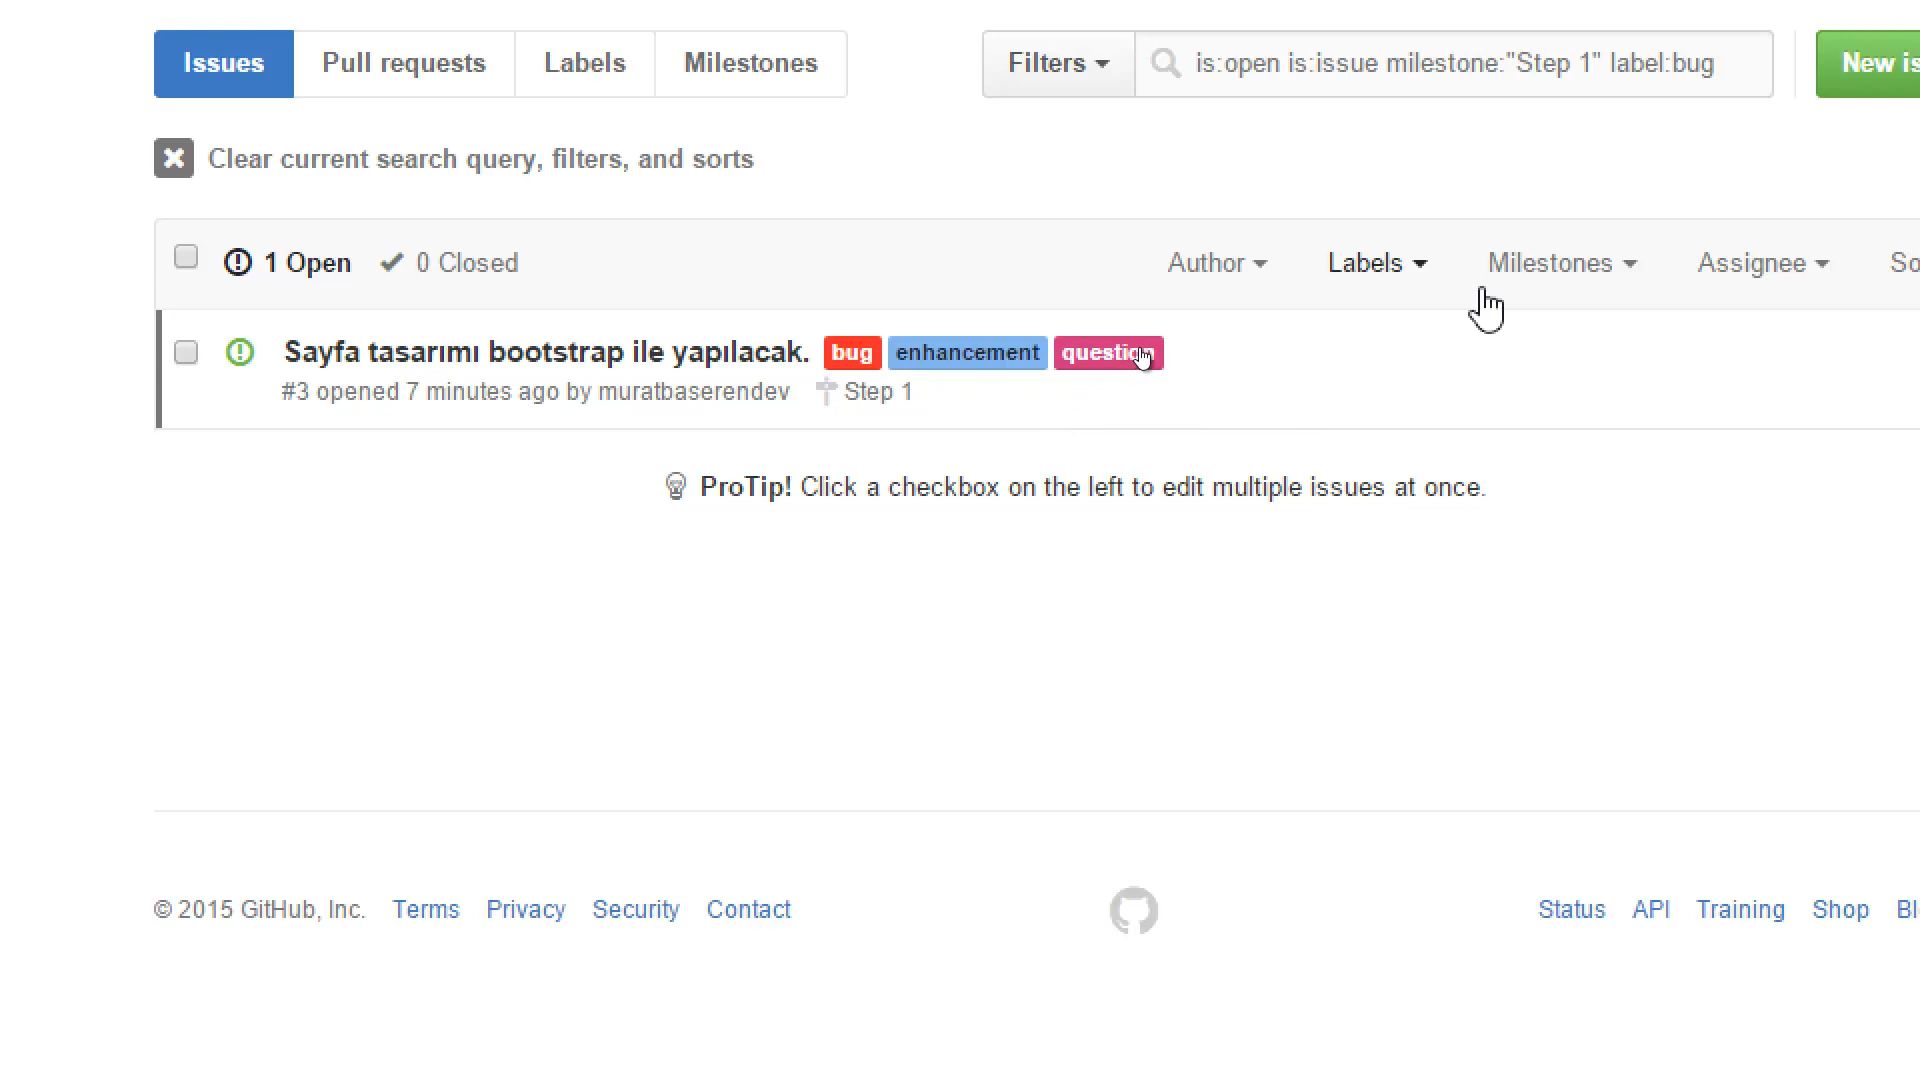 Issues Pull requests Labels Milestones Filters is:open is:issue milestone:"Step 1" label:bug New is
Clear current search query, filters, and sorts
1 Open 0 Closed Author Labels Milestones Assignee So
Sayfa tasarımı bootstrap ile yapılacak. bug enhancement question
#3 opened 7 minutes ago by muratbaserendev Step 1
ProTip! Click a checkbox on the left to edit multiple issues at once.
© 2015 GitHub, Inc. Terms Privacy Security Contact Status API Training Shop Bl